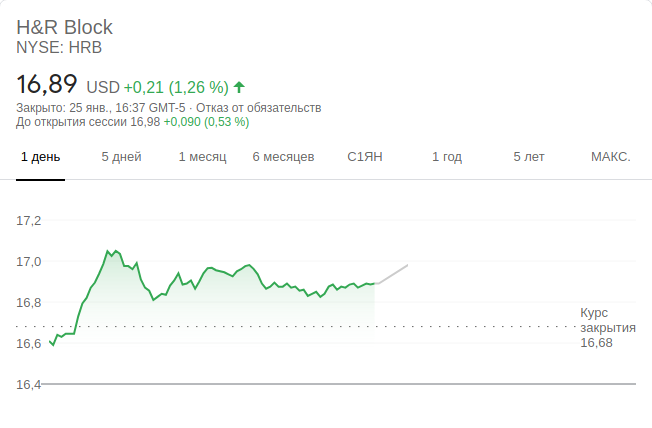 H&R Block
NYSE: HRB
16,89 USD +0,21 (1,26 %)
Закрыто: 25 янв., 16:37 GMT-5 · Отказ от обязательств
До открытия сессии 16,98 +0,090 (0,53 %)
1 день 5 дней 1 месяц 6 месяцев С1ЯН 1 год 5 лет МАКС.
17,2
17,0
16,8
Курс
закрытия
16,6
16,68
16,4